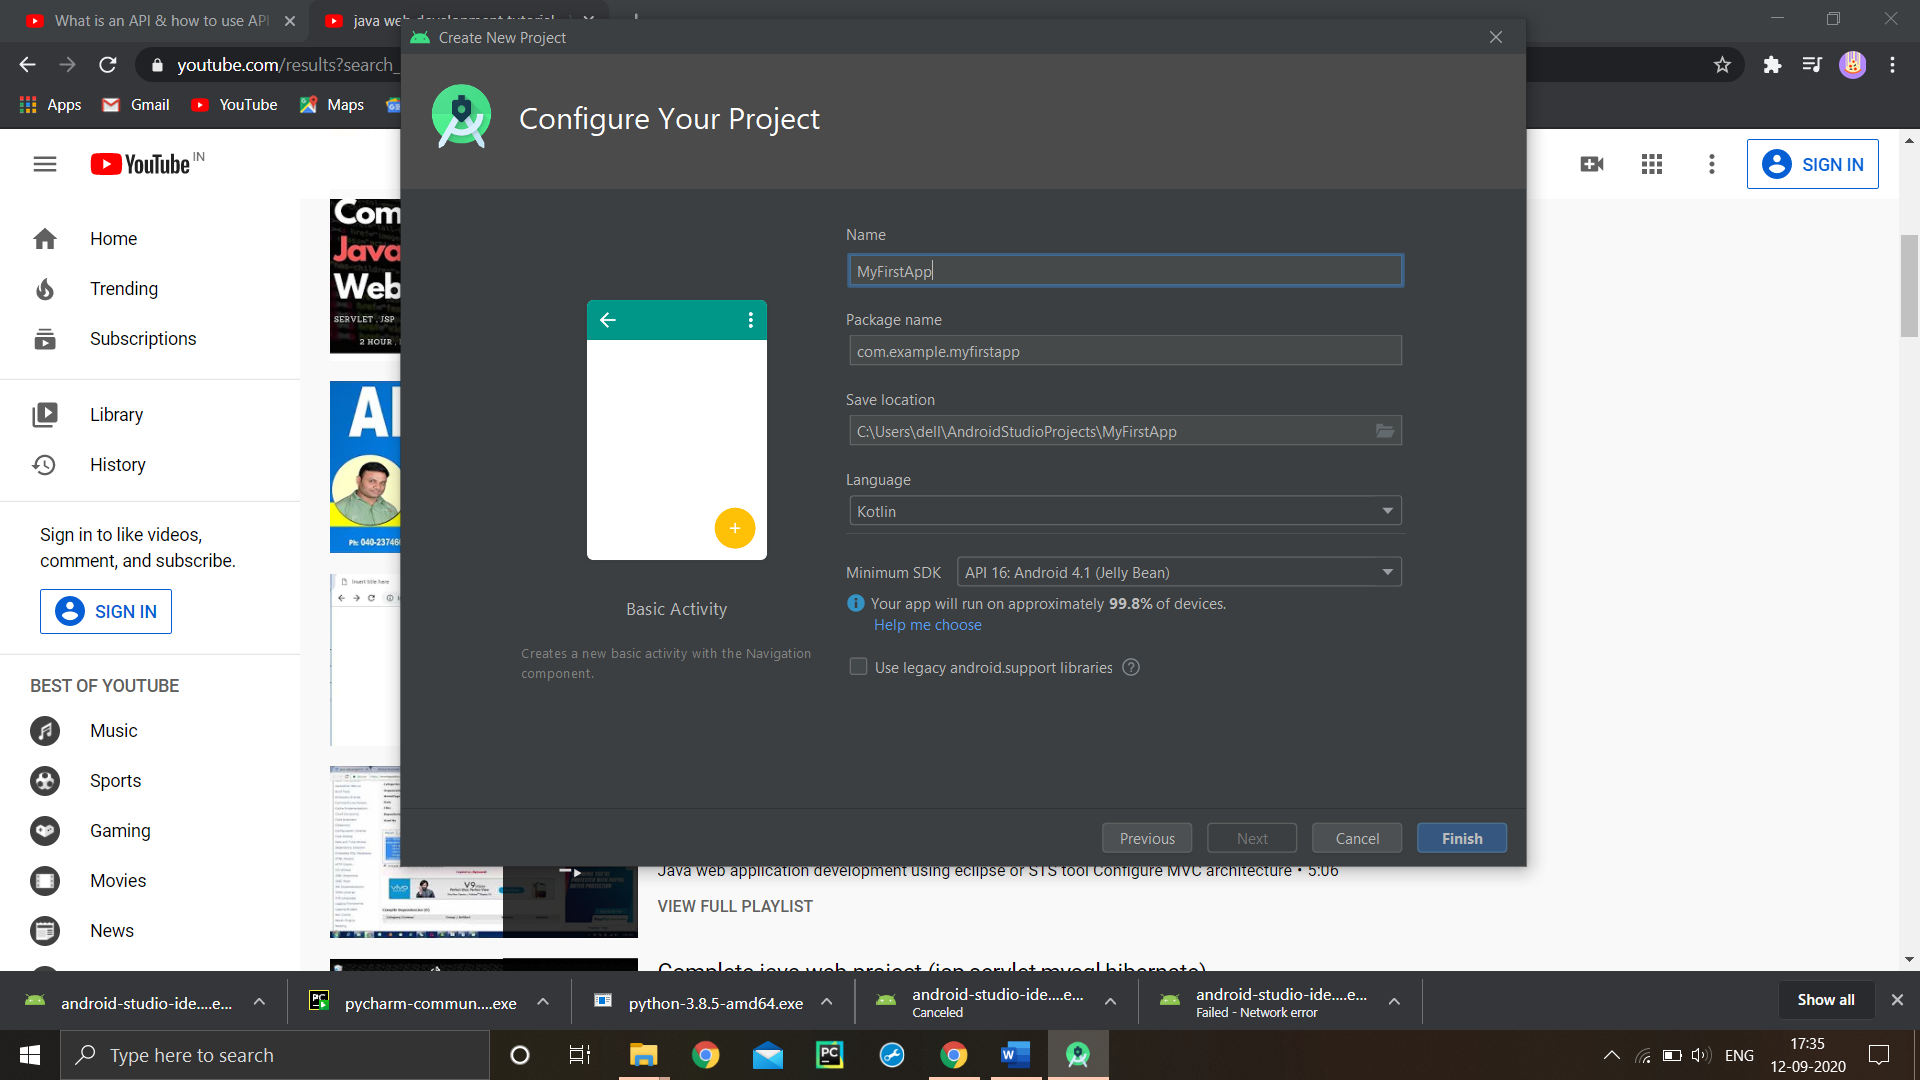 What is an API & how to use API
java web development tutorial
youtube.com/results?search_
Apps
Gmail
YouTube
Maps
YouTube IN
SIGN IN
Home
Trending
Subscriptions
Library
History
Sign in to like videos,
comment, and subscribe.
SIGN IN
BEST OF YOUTUBE
Music
Sports
Gaming
Movies
News
Com
Java
Web
SERVLET . JSP
2 HOUR
AI
Ph: 040-23746
Insert title here
Create New Project
Configure Your Project
Basic Activity
Creates a new basic activity with the Navigation
component.
Name
MyFirstApp
Package name
com.example.myfirstapp
Save location
C:\Users\dell\AndroidStudioProjects\MyFirstApp
Language
Kotlin
Minimum SDK
API 16: Android 4.1 (Jelly Bean)
Your app will run on approximately 99.8% of devices.
Help me choose
Use legacy android.support libraries
Previous
Next
Cancel
Finish
Java web application development using eclipse or STS tool Configure MVC architecture • 5:06
VIEW FULL PLAYLIST
Complete java web project (jsp servlet mysql hibernate)
android-studio-ide....e...
pycharm-commun....exe
python-3.8.5-amd64.exe
android-studio-ide....e...
Canceled
android-studio-ide....e...
Failed - Network error
Show all
Type here to search
ENG
17:35
12-09-2020